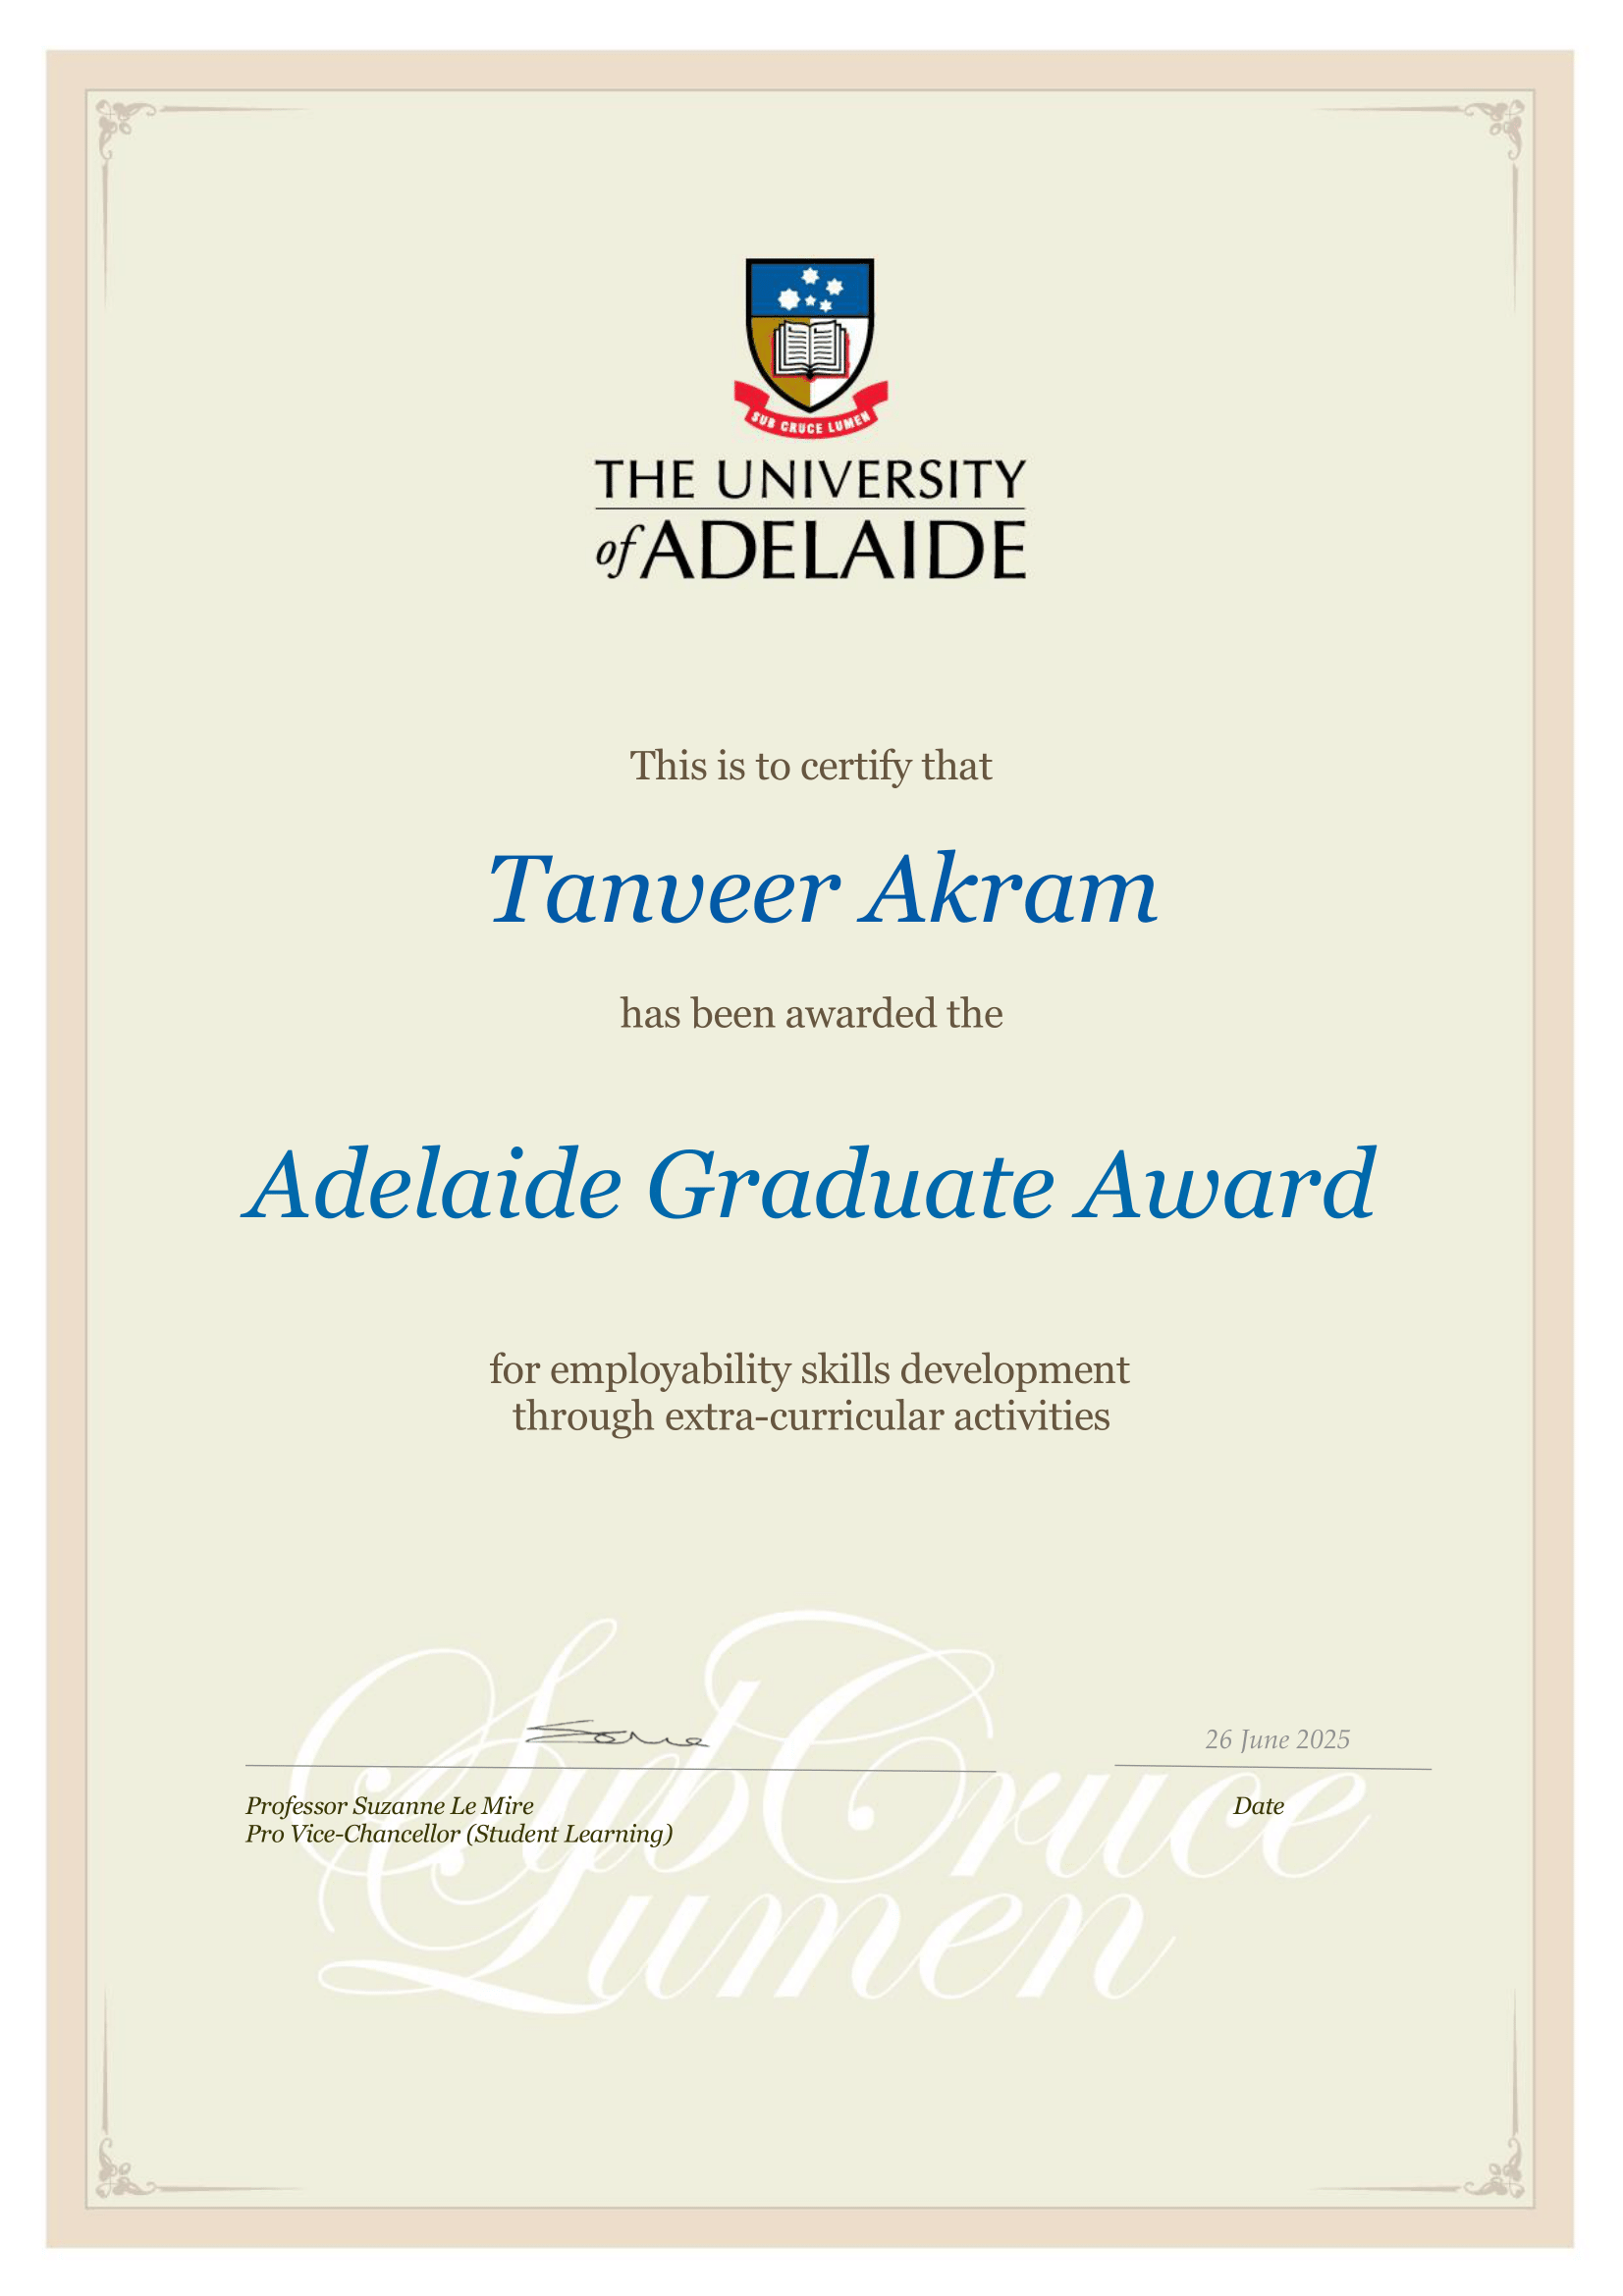 SUB CRUCE LUMEN
THE UNIVERSITY
of ADELAIDE
This is to certify that
Tanveer Akram
has been awarded the
Adelaide Graduate Award
for employability skills development
through extra-curricular activities
26 June 2025
Professor Suzanne Le Mire
Date
Pro Vice-Chancellor (Student Learning)
Sub Cruce
Lumen